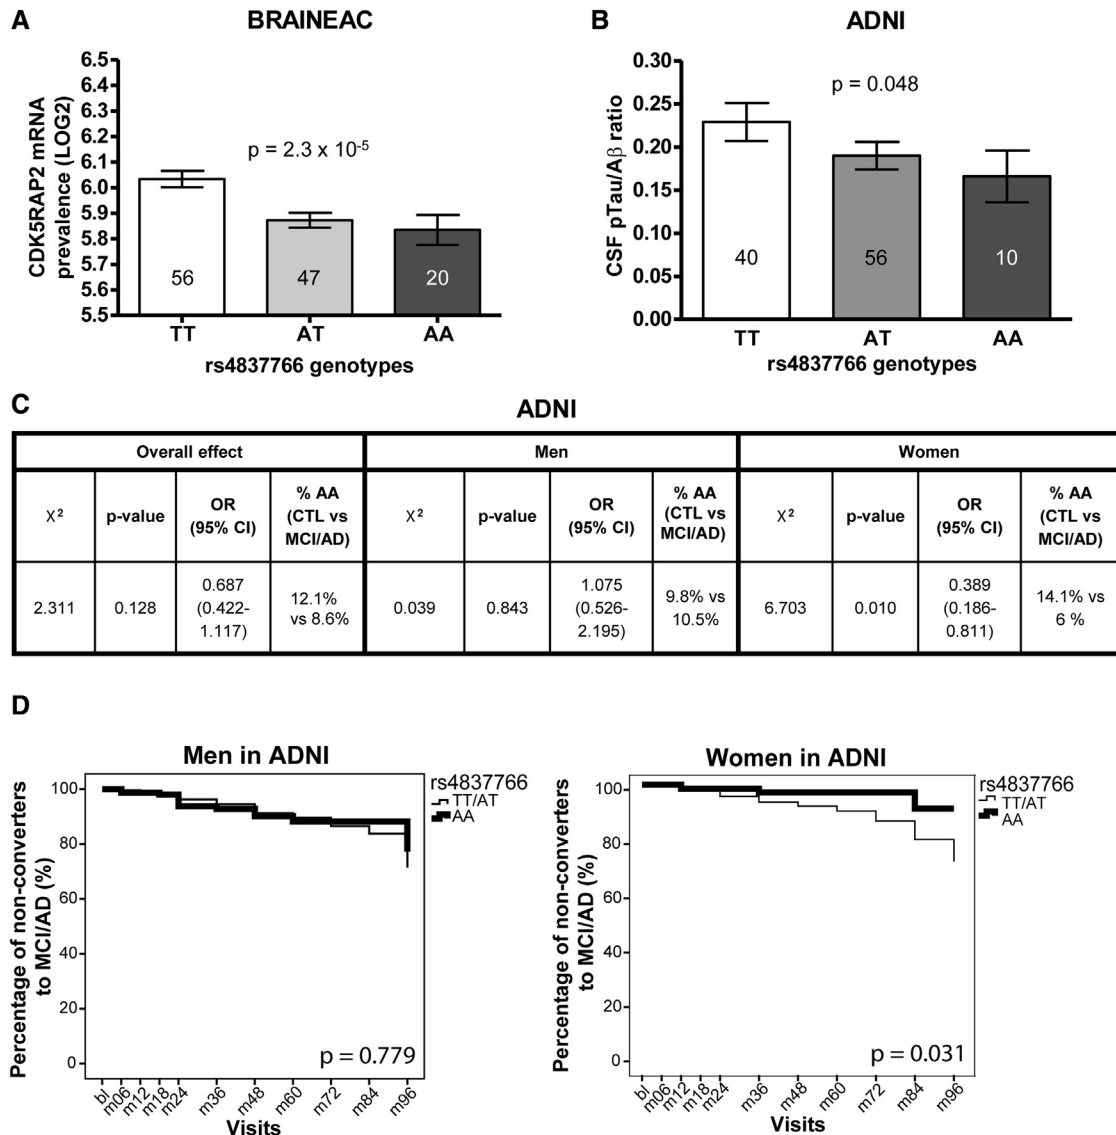 A
BRAINEAC
CDK5RAP2 mRNA
prevalence (LOG2)
6.5
6.4
6.3
6.2
6.1
6.0
5.9
5.8
5.7
5.6
5.5
p = 2.3 x 10-5
56
47
20
TT
AT
AA
rs4837766 genotypes
B
ADNI
CSF pTau/Aβ ratio
0.30
0.25
0.20
0.15
0.10
0.05
0.00
p = 0.048
40
56
10
TT
AT
AA
rs4837766 genotypes
C
ADNI
Overall effect
Men
Women
χ²
p-value
OR
(95% CI)
% AA
(CTL vs
MCI/AD)
χ²
p-value
OR
(95% CI)
% AA
(CTL vs
MCI/AD)
χ²
p-value
OR
(95% CI)
% AA
(CTL vs
MCI/AD)
2.311
0.128
0.687
(0.422-
1.117)
12.1%
vs 8.6%
0.039
0.843
1.075
(0.526-
2.195)
9.8% vs
10.5%
6.703
0.010
0.389
(0.186-
0.811)
14.1% vs
6 %
D
Men in ADNI
Percentage of non-converters
to MCI/AD (%)
100
80
60
40
20
0
rs4837766
TT/AT
AA
p = 0.779
bl
m06
m12
m18
m24
m36
m48
m60
m72
m84
m96
Visits
Women in ADNI
Percentage of non-converters
to MCI/AD (%)
100
80
60
40
20
0
rs4837766
TT/AT
AA
p = 0.031
bl
m06
m12
m18
m24
m36
m48
m60
m72
m84
m96
Visits